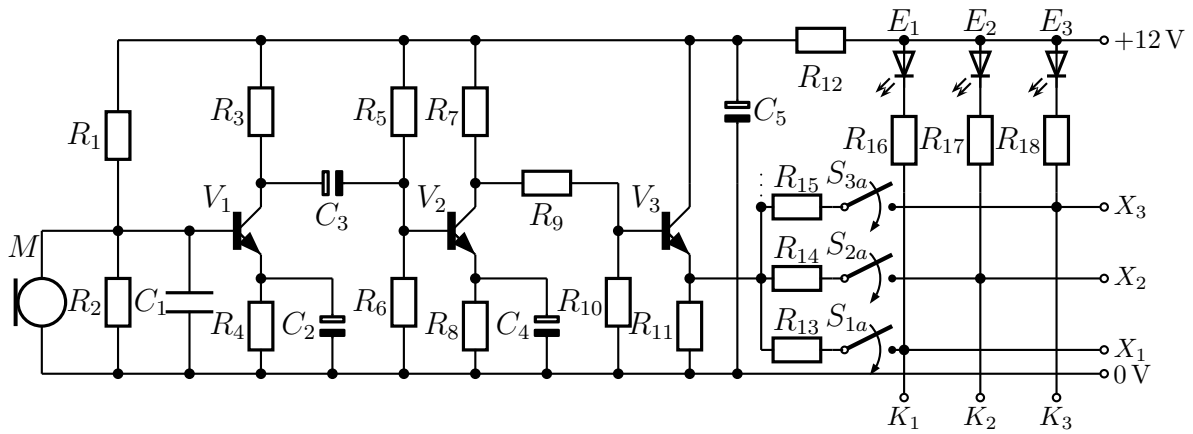 E₁ E₂ E₃
+12 V
R₁₂
R₃ R₅ R₇ C₅
R₁ R₁₆ R₁₇ R₁₈
R₁₅ S₃ₐ
V₁ C₃ V₂ R₉ V₃ X₃
M
R₁₄ S₂ₐ
R₂ C₁ R₄ C₂ R₆ R₈ C₄ R₁₀ R₁₁ X₂
R₁₃ S₁ₐ
X₁
0 V
K₁ K₂ K₃